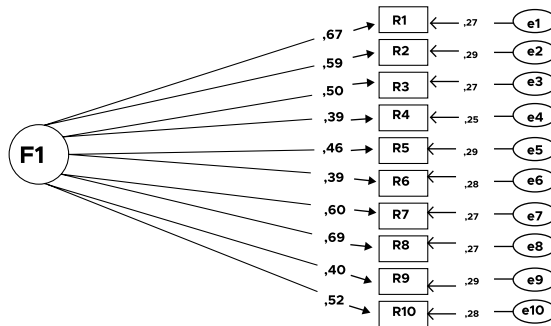 ,67 R1 ,27 e1
,59 R2 ,29 e2
,50 R3 ,27 e3
,39 R4 ,25 e4
F1
,46 R5 ,29 e5
,39 R6 ,28 e6
,60 R7 ,27 e7
,69 R8 ,27 e8
,40 R9 ,29 e9
,52 R10 ,28 e10